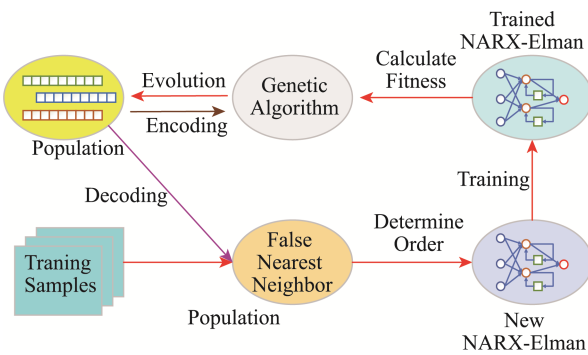 Trained
NARX-Elman
Calculate
Fitness
Evolution
Genetic
Algorithm
Encoding
Population
Decoding
Training
Determine
Order
False
Nearest
Neighbor
Traning
Samples
Population
New
NARX-Elman